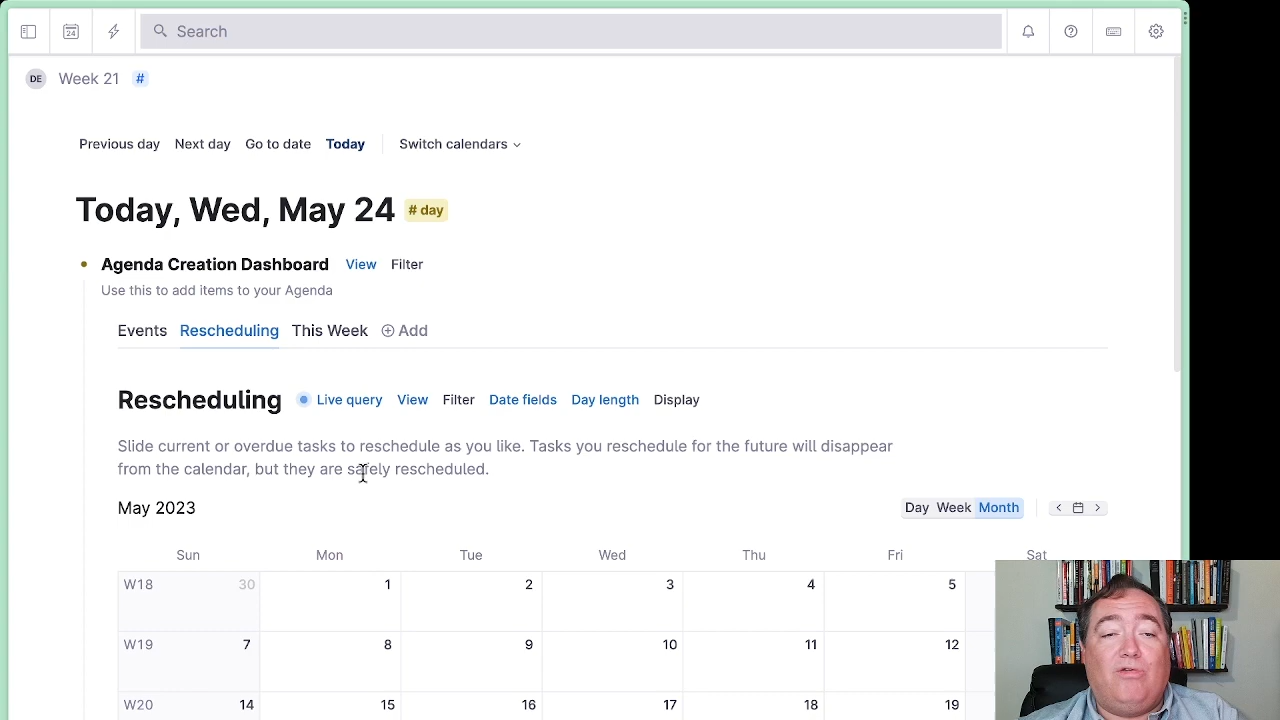 24
Search
DE Week 21 #
Previous day Next day Go to date Today Switch calendars
Today, Wed, May 24 # day
Agenda Creation Dashboard View Filter
Use this to add items to your Agenda
Events Rescheduling This Week Add
Rescheduling Live query View Filter Date fields Day length Display
Slide current or overdue tasks to reschedule as you like. Tasks you reschedule for the future will disappear
from the calendar, but they are safely rescheduled.
May 2023 Day Week Month
Sun Mon Tue Wed Thu Fri Sat
W18 30 1 2 3 4 5
W19 7 8 9 10 11 12
W20 14 15 16 17 18 19